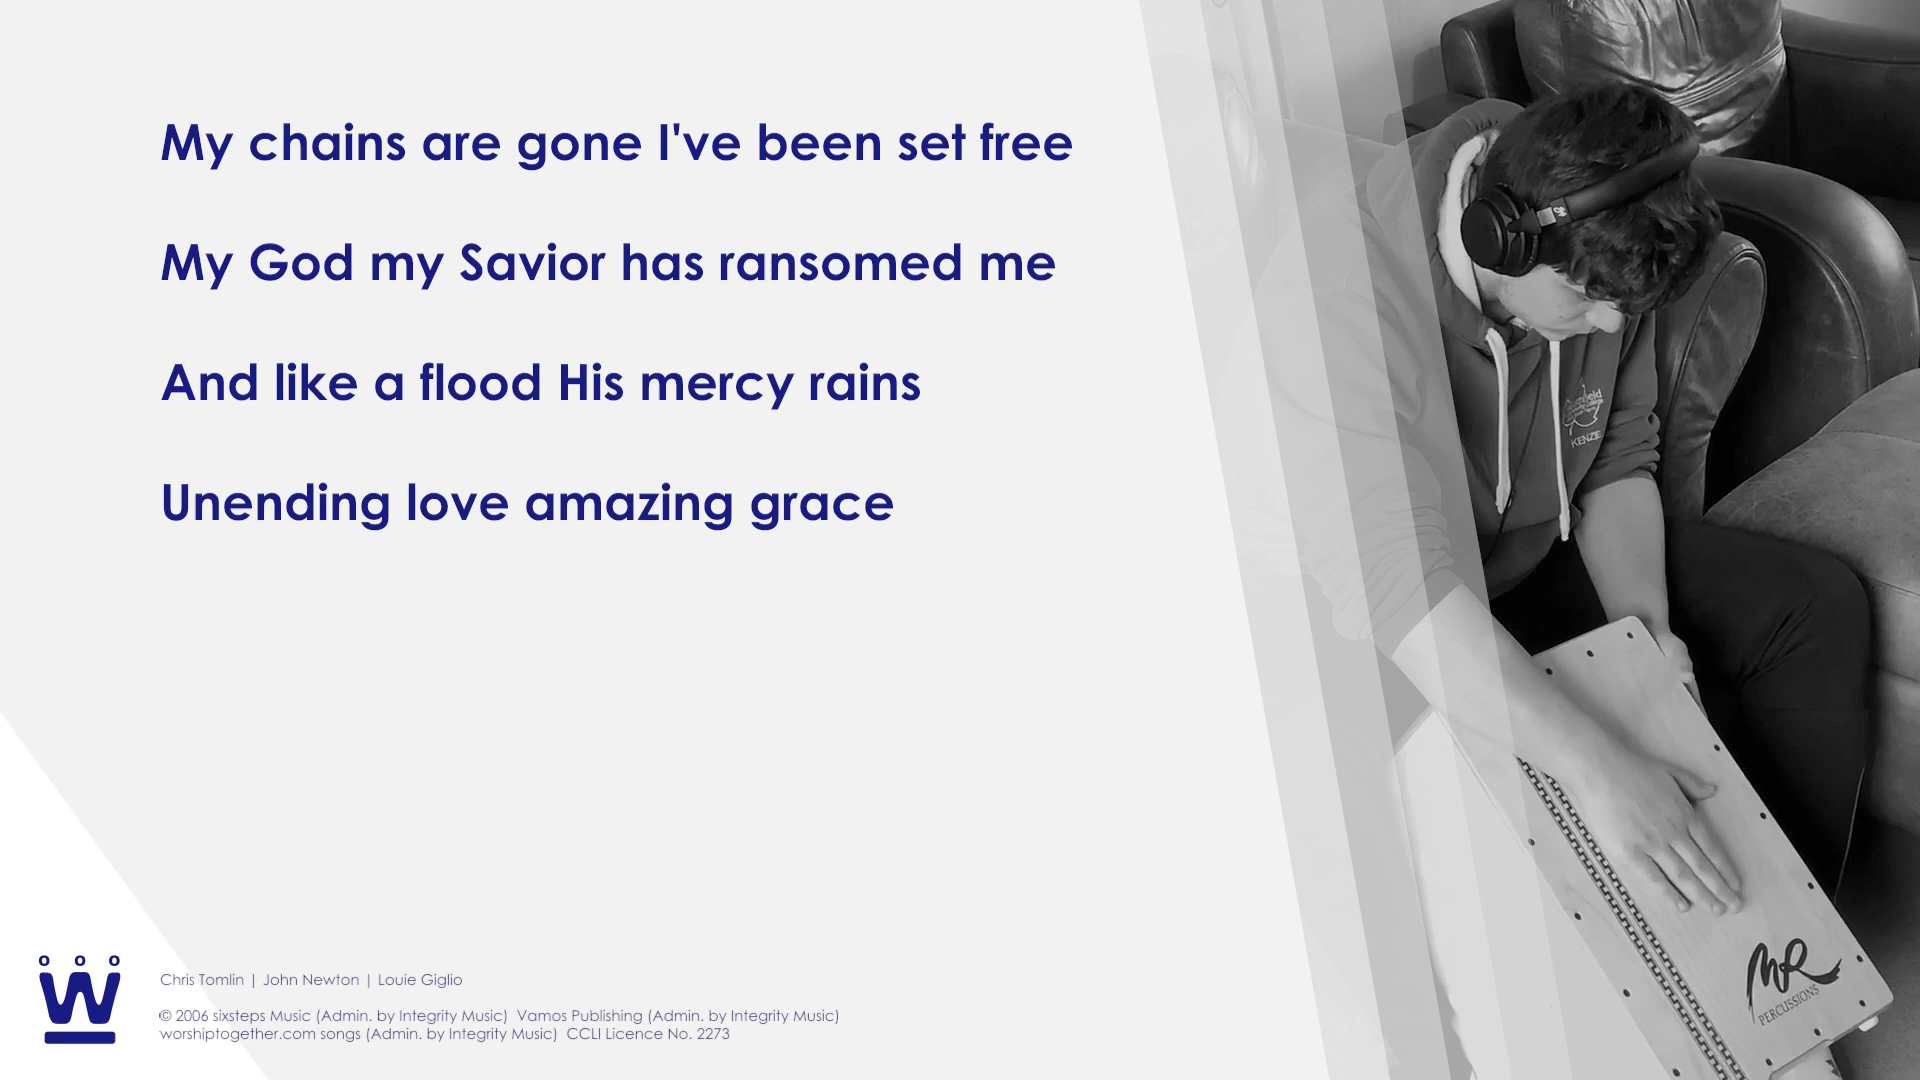 My chains are gone I've been set free
My God my Savior has ransomed me
And like a flood His mercy rains
Unending love amazing grace
KENZIE
MR
PERCUSSIONS
W
Chris Tomlin | John Newton | Louie Giglio
© 2006 sixsteps Music (Admin. by Integrity Music)  Vamos Publishing (Admin. by Integrity Music)
worshiptogether.com songs (Admin. by Integrity Music)  CCLI Licence No. 2273